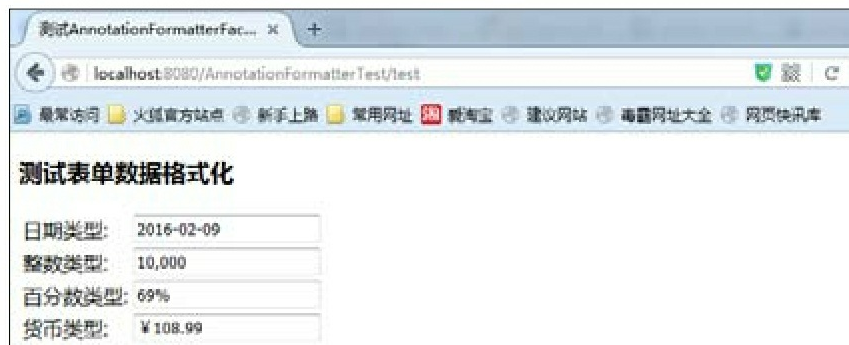 测试AnnotationFormatterFac... × +
localhost:8080/AnnotationFormatterTest/test
最常访问 火狐官方站点 新手上路 常用网址 爱淘宝 建议网站 毒霸网址大全 网页快讯库
测试表单数据格式化
日期类型: 2016-02-09
整数类型: 10,000
百分数类型: 69%
货币类型: ￥108.99